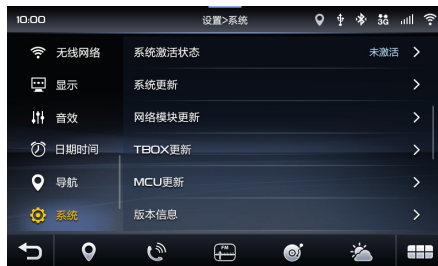 10:00 设置>系统 3G
无线网络
显示
音效
日期时间
导航
系统
系统激活状态 未激活
系统更新
网络模块更新
TBOX更新
MCU更新
版本信息
FM